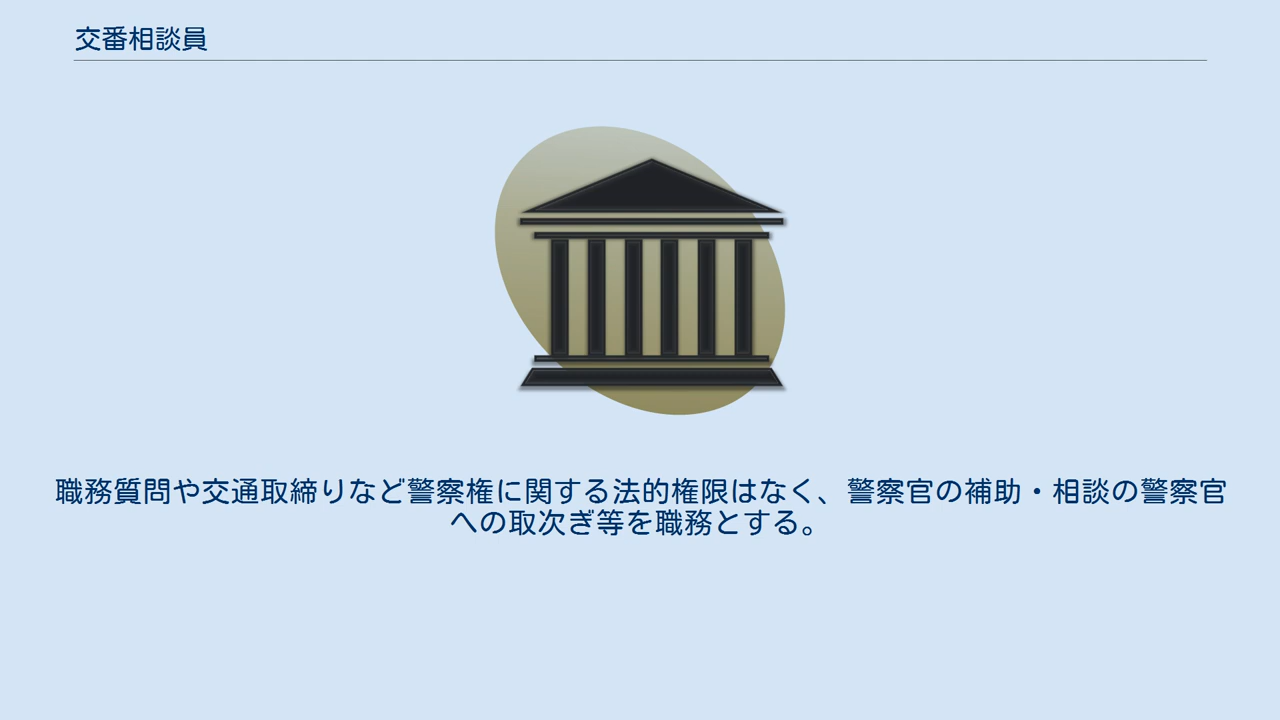 交番相談員
職務質問や交通取締りなど警察権に関する法的権限はなく、警察官の補助・相談の警察官
への取次ぎ等を職務とする。